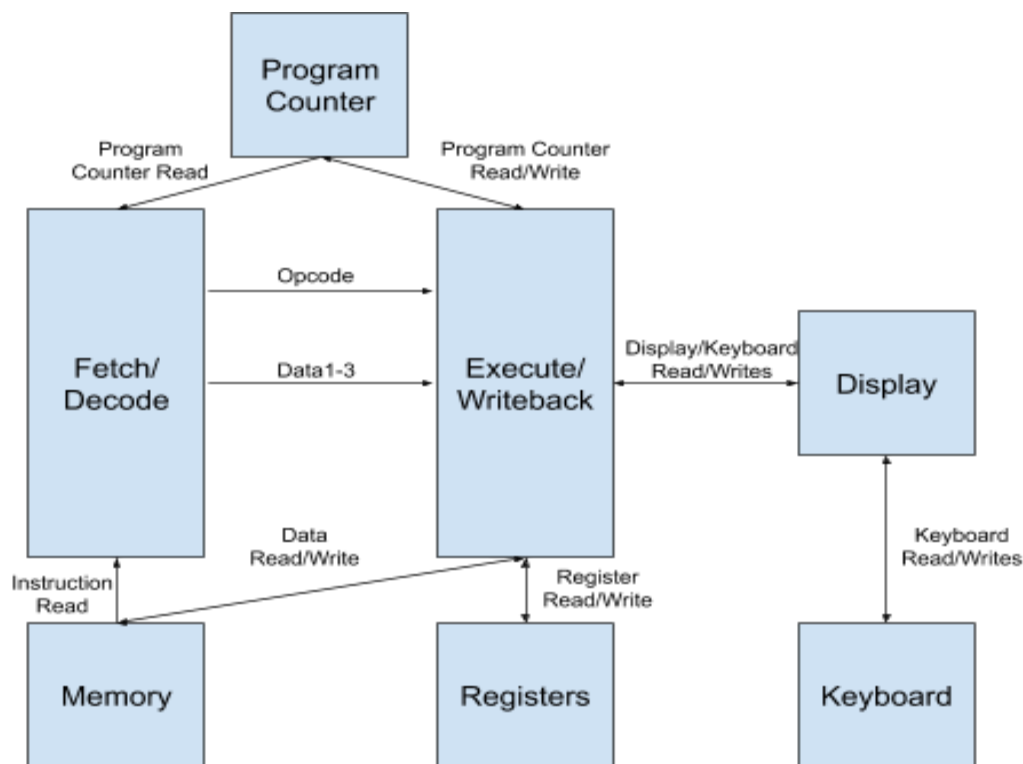 Program
Counter
Program
Counter Read
Program Counter
Read/Write
Opcode
Fetch/
Decode
Data1-3
Execute/
Writeback
Display/Keyboard
Read/Writes
Display
Data
Read/Write
Keyboard
Read/Writes
Instruction
Read
Register
Read/Write
Memory
Registers
Keyboard